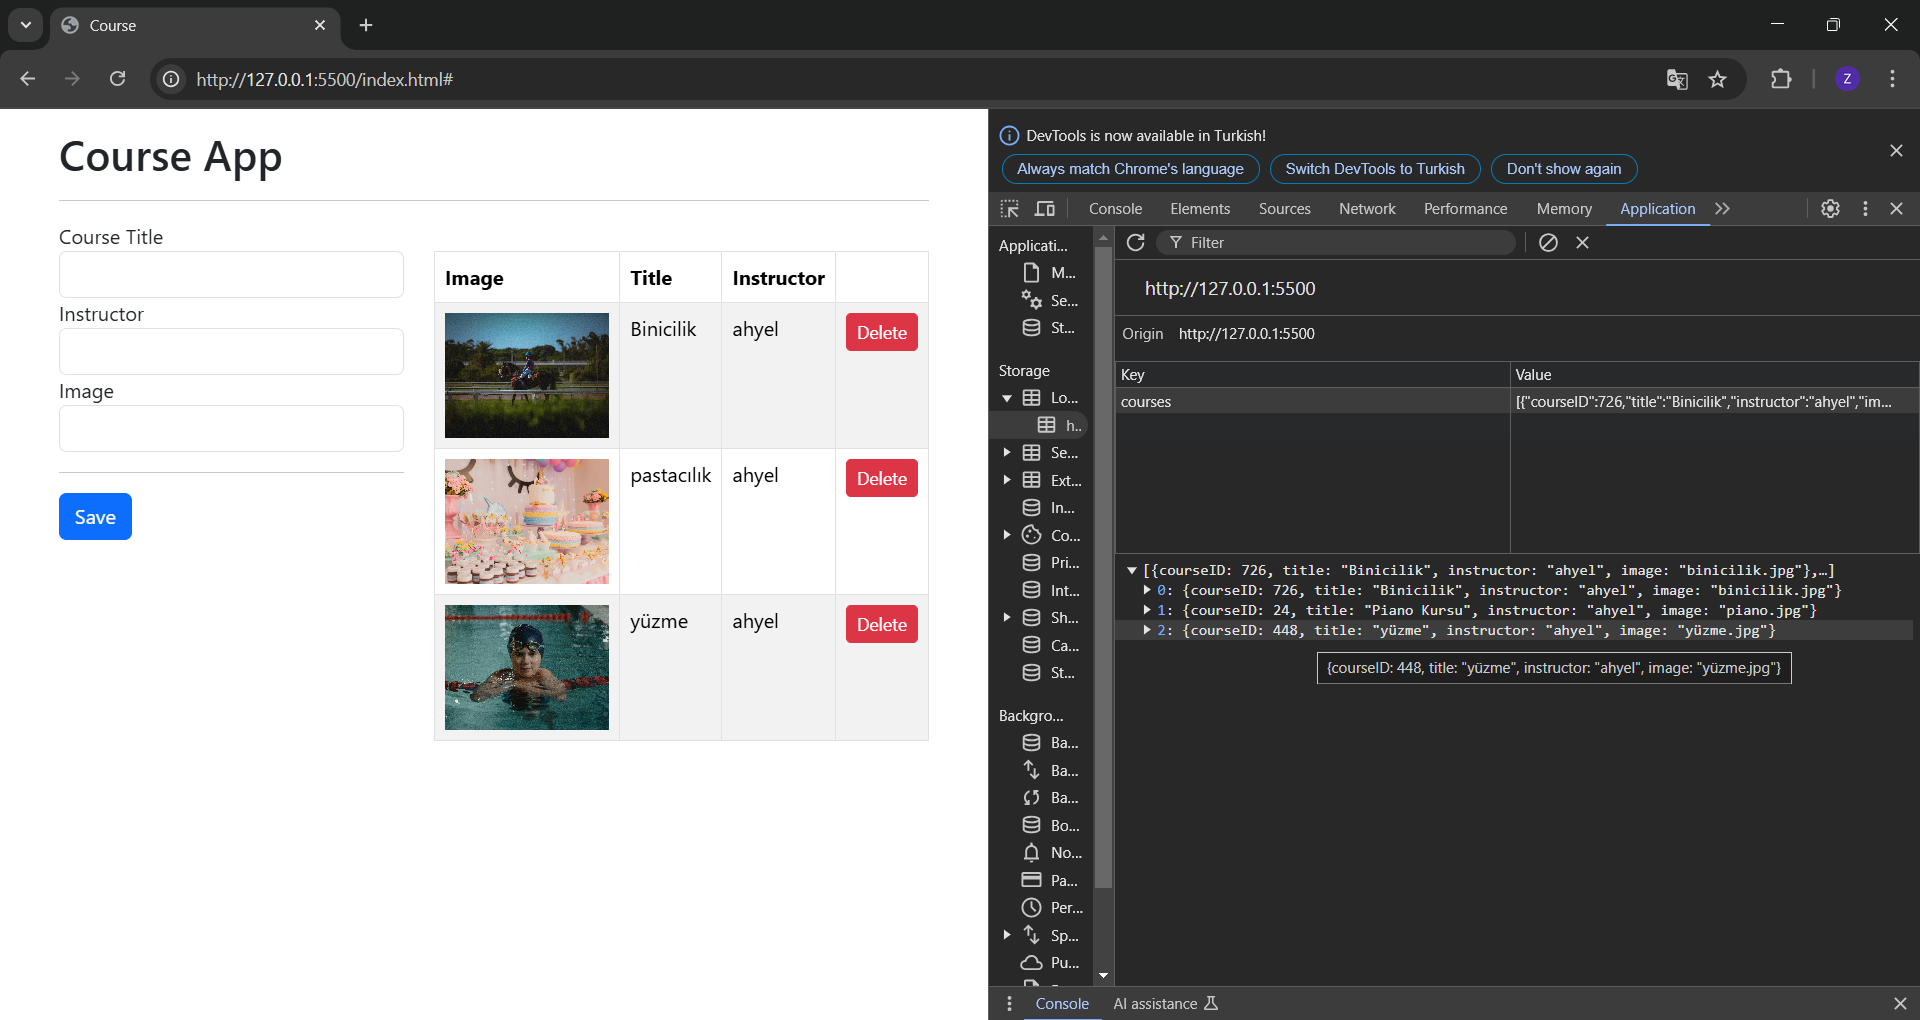 Course
http://127.0.0.1:5500/index.html#
Z
Course App
Course Title
Instructor
Image
Save
Image Title Instructor
Binicilik ahyel Delete
pastacılık ahyel Delete
yüzme ahyel Delete
DevTools is now available in Turkish!
Always match Chrome's language Switch DevTools to Turkish Don't show again
Console Elements Sources Network Performance Memory Application
Applicati...
M...
Se...
St...
Storage
Lo...
h..
Se...
Ext...
In...
Co...
Pri...
Int...
Sh...
Ca...
St...
Backgro...
Ba...
Ba...
Ba...
Bo...
No...
Pa...
Per...
Sp...
Pu...
Filter
http://127.0.0.1:5500
Origin http://127.0.0.1:5500
Key Value
courses [{"courseID":726,"title":"Binicilik","instructor":"ahyel","im...
[{courseID: 726, title: "Binicilik", instructor: "ahyel", image: "binicilik.jpg"},…]
0: {courseID: 726, title: "Binicilik", instructor: "ahyel", image: "binicilik.jpg"}
1: {courseID: 24, title: "Piano Kursu", instructor: "ahyel", image: "piano.jpg"}
2: {courseID: 448, title: "yüzme", instructor: "ahyel", image: "yüzme.jpg"}
{courseID: 448, title: "yüzme", instructor: "ahyel", image: "yüzme.jpg"}
Console AI assistance